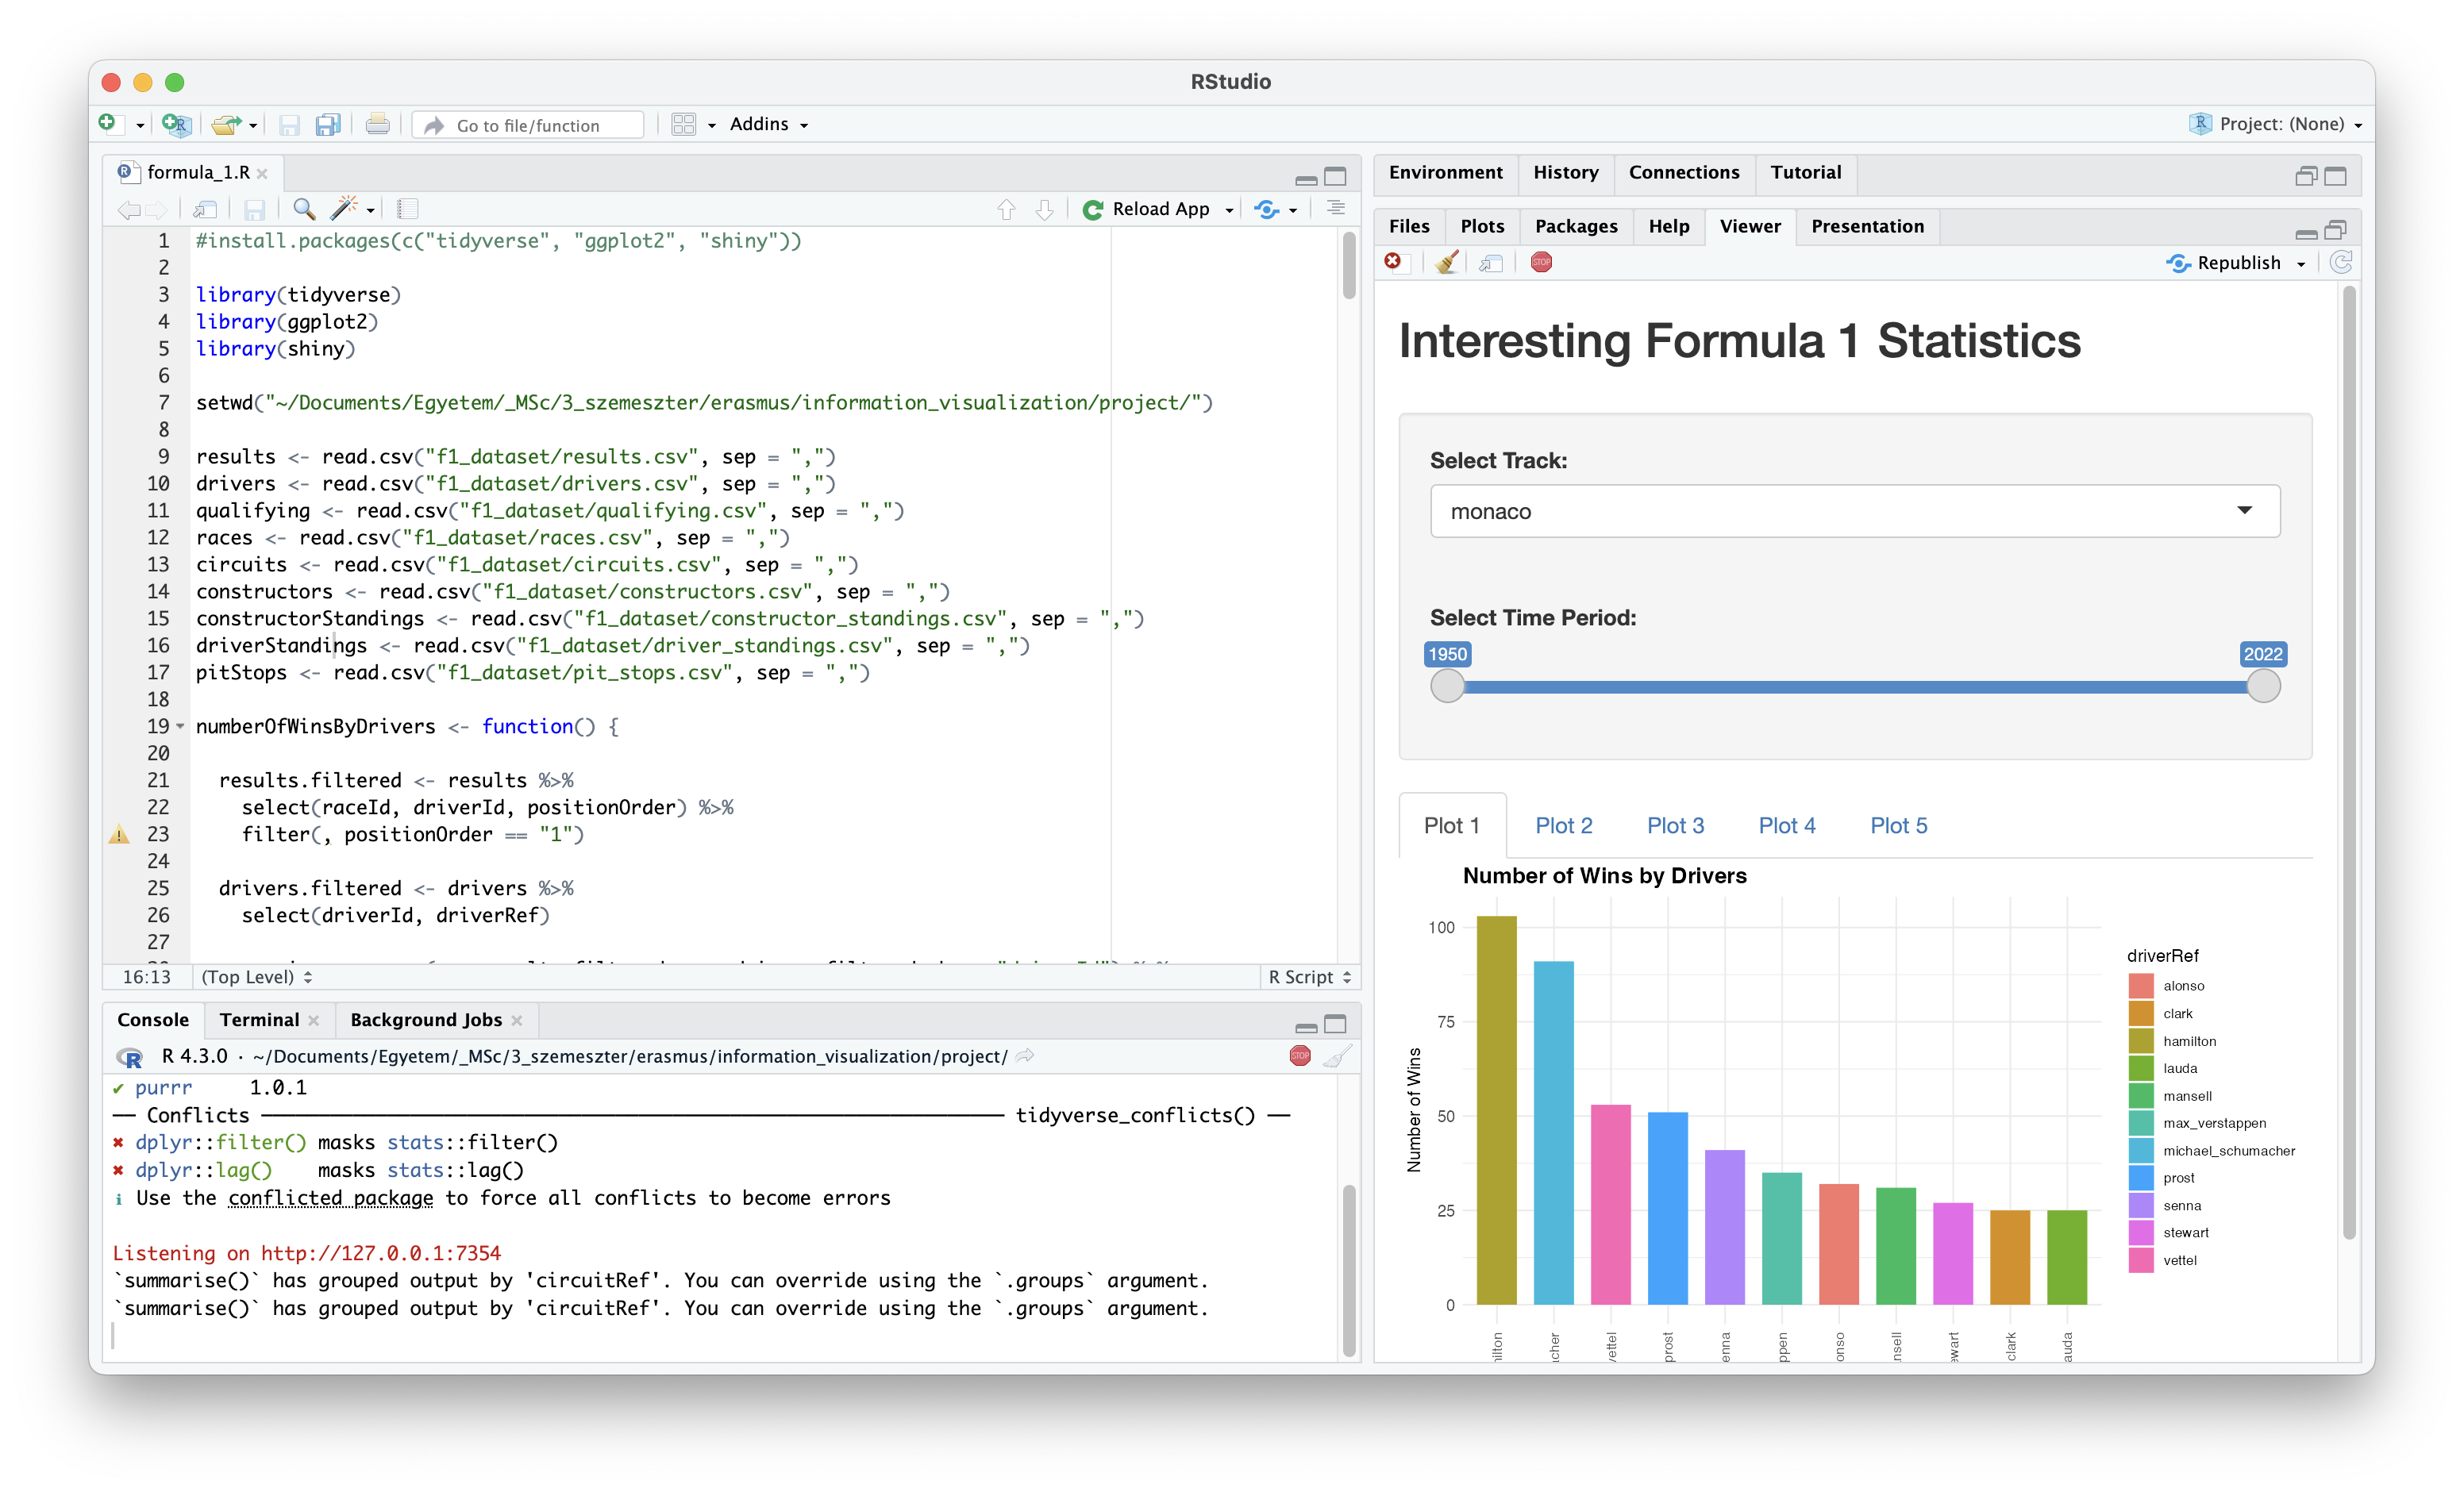 RStudio
Go to file/function
Addins
Project: (None)
formula_1.R
Reload App
1 #install.packages(c("tidyverse", "ggplot2", "shiny"))
2
3 library(tidyverse)
4 library(ggplot2)
5 library(shiny)
6
7 setwd("~/Documents/Egyetem/_MSc/3_szemeszter/erasmus/information_visualization/project/")
8
9 results <- read.csv("f1_dataset/results.csv", sep = ",")
10 drivers <- read.csv("f1_dataset/drivers.csv", sep = ",")
11 qualifying <- read.csv("f1_dataset/qualifying.csv", sep = ",")
12 races <- read.csv("f1_dataset/races.csv", sep = ",")
13 circuits <- read.csv("f1_dataset/circuits.csv", sep = ",")
14 constructors <- read.csv("f1_dataset/constructors.csv", sep = ",")
15 constructorStandings <- read.csv("f1_dataset/constructor_standings.csv", sep = ",")
16 driverStandings <- read.csv("f1_dataset/driver_standings.csv", sep = ",")
17 pitStops <- read.csv("f1_dataset/pit_stops.csv", sep = ",")
18
19 numberOfWinsByDrivers <- function() {
20
21 results.filtered <- results %>%
22 select(raceId, driverId, positionOrder) %>%
23 filter(, positionOrder == "1")
24
25 drivers.filtered <- drivers %>%
26 select(driverId, driverRef)
27
16:13 (Top Level) R Script
Console Terminal Background Jobs
R 4.3.0 · ~/Documents/Egyetem/_MSc/3_szemeszter/erasmus/information_visualization/project/
STOP
✔ purrr 1.0.1
── Conflicts ── tidyverse_conflicts() ──
✖ dplyr::filter() masks stats::filter()
✖ dplyr::lag() masks stats::lag()
ℹ Use the conflicted package to force all conflicts to become errors
Listening on http://127.0.0.1:7354
`summarise()` has grouped output by 'circuitRef'. You can override using the `.groups` argument.
`summarise()` has grouped output by 'circuitRef'. You can override using the `.groups` argument.
Environment History Connections Tutorial
Files Plots Packages Help Viewer Presentation
STOP
Republish
Interesting Formula 1 Statistics
Select Track:
monaco
Select Time Period:
1950 2022
Plot 1 Plot 2 Plot 3 Plot 4 Plot 5
Number of Wins by Drivers
100
75
50
25
0
Number of Wins
driverRef
alonso
clark
hamilton
lauda
mansell
max_verstappen
michael_schumacher
prost
senna
stewart
vettel
ilton
acher
vettel
prost
enna
ppen
onso
nsell
ewart
clark
auda